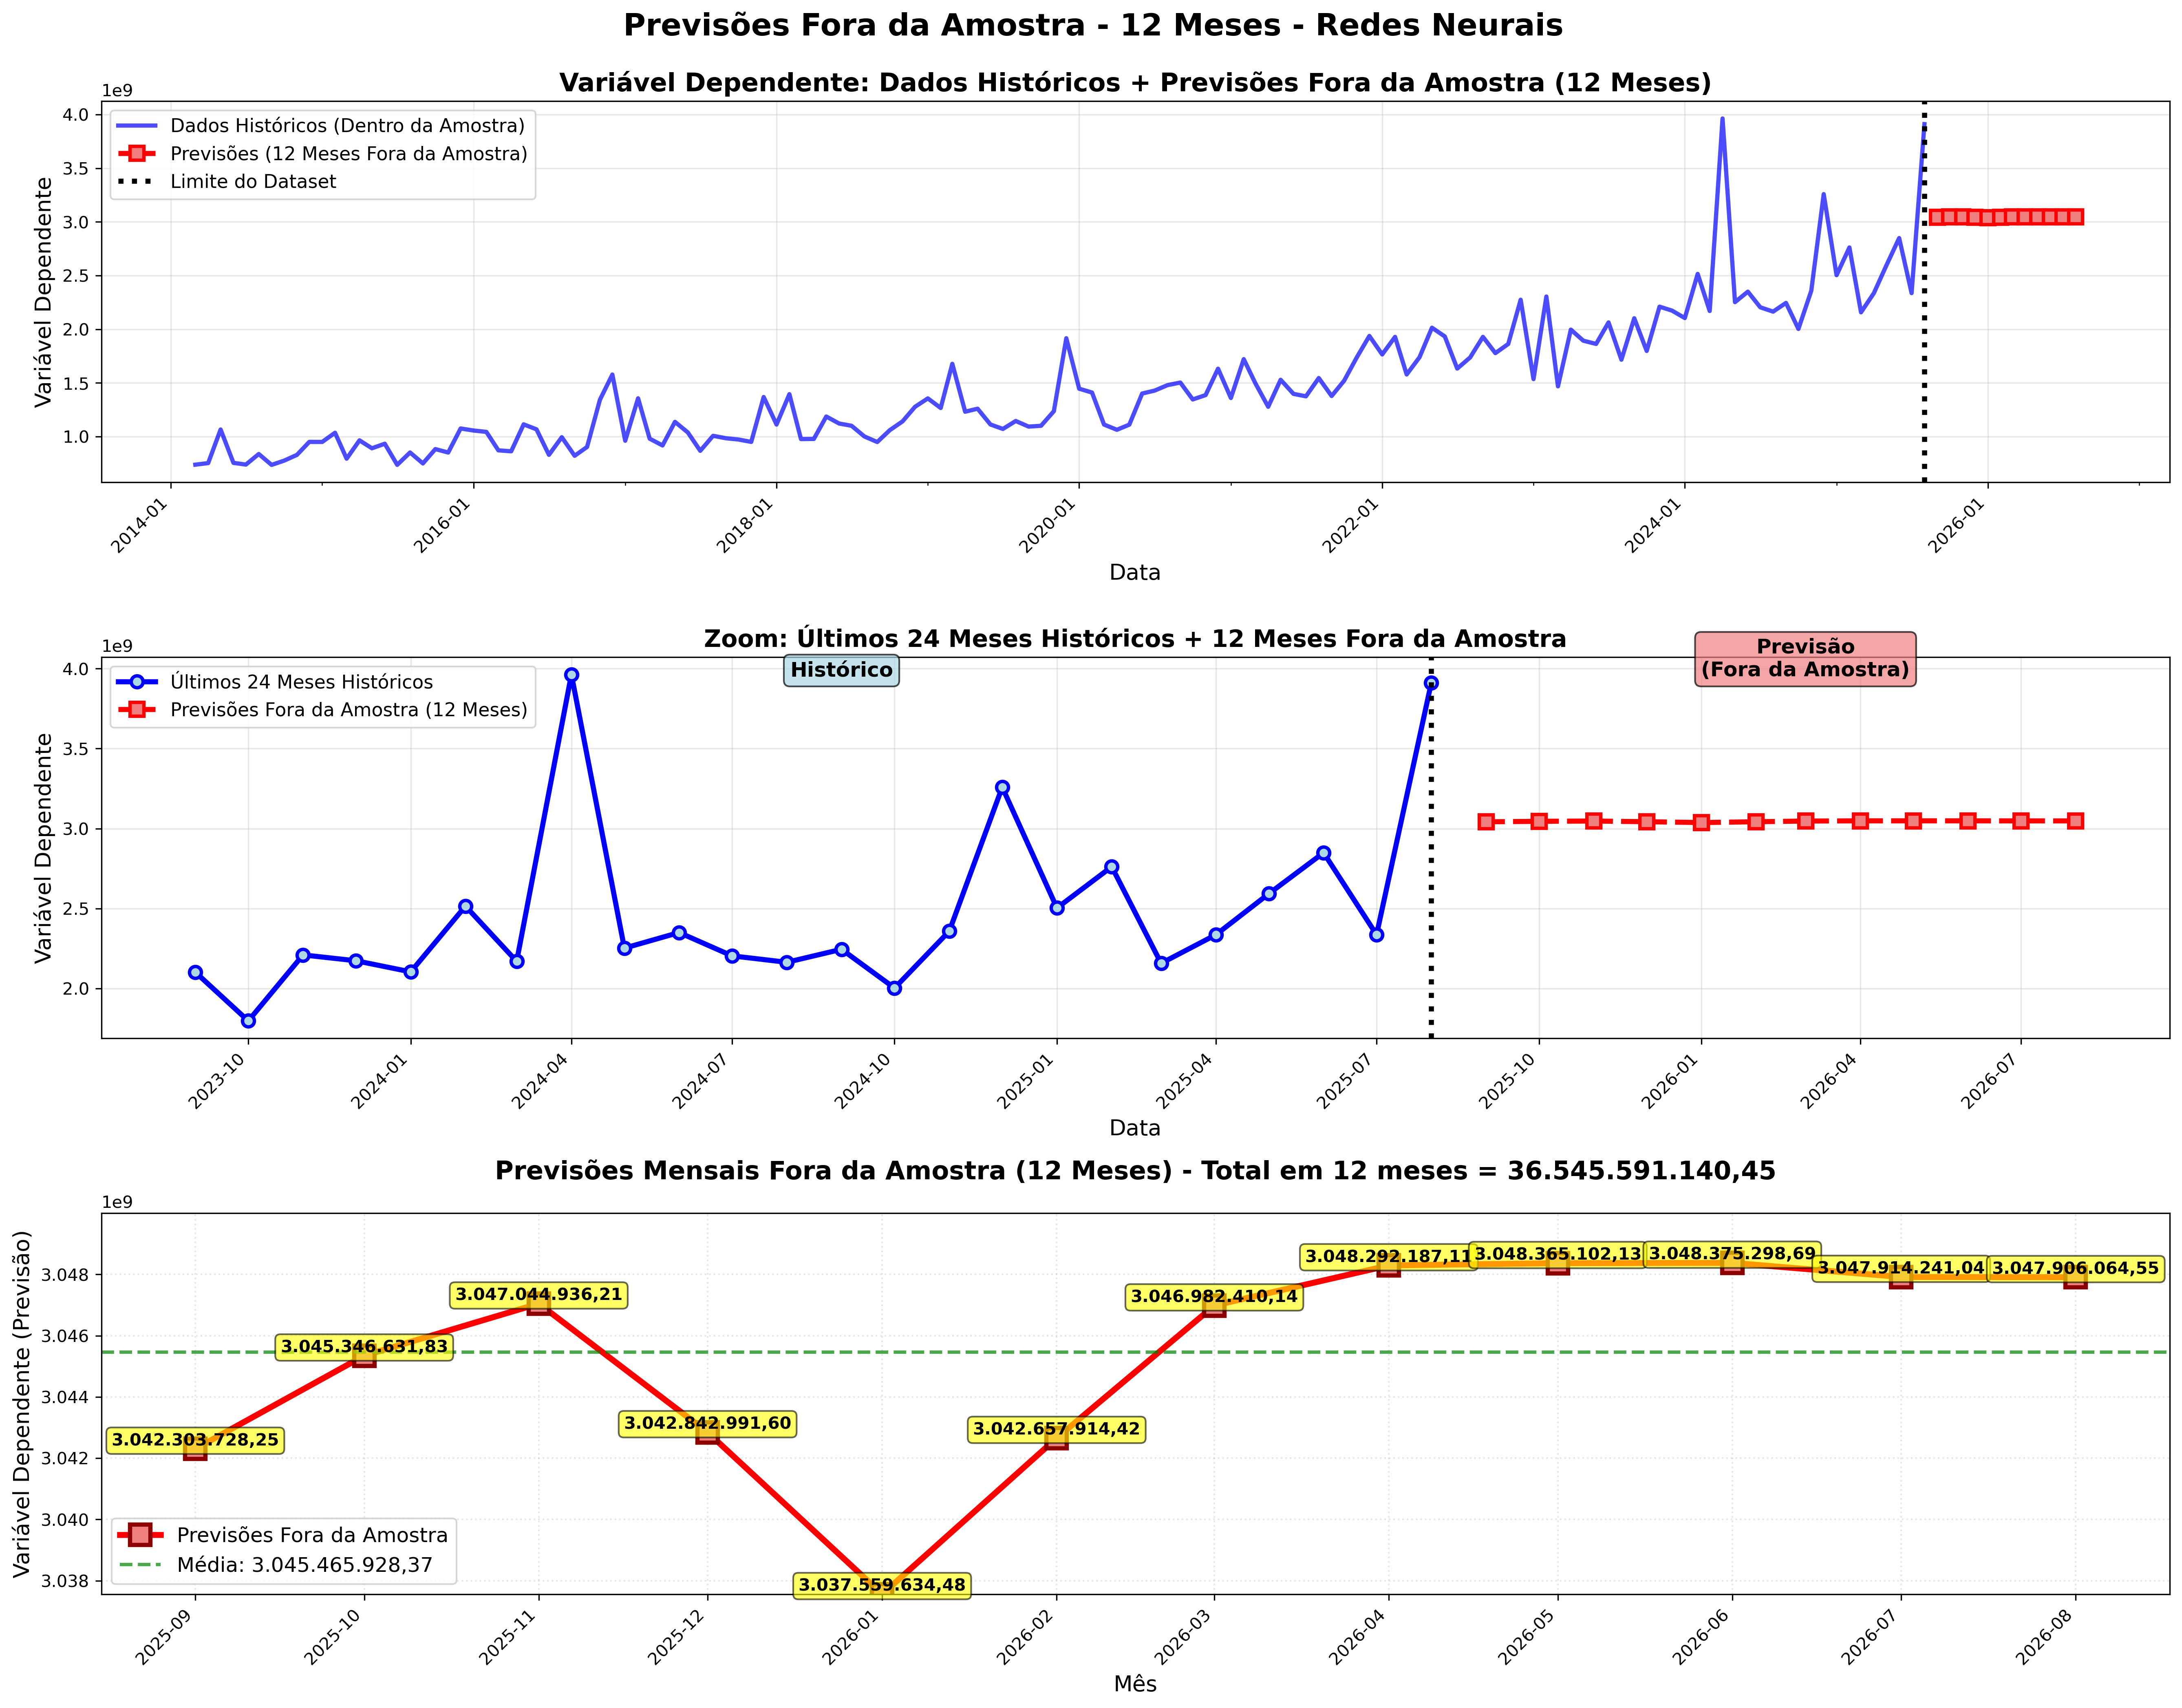 Previsões Fora da Amostra - 12 Meses - Redes Neurais
Variável Dependente: Dados Históricos + Previsões Fora da Amostra (12 Meses)
1e9
Dados Históricos (Dentro da Amostra)
Previsões (12 Meses Fora da Amostra)
Limite do Dataset
Variável Dependente
4.0
3.5
3.0
2.5
2.0
1.5
1.0
2014-01
2016-01
2018-01
2020-01
2022-01
2024-01
2026-01
Data
Zoom: Últimos 24 Meses Históricos + 12 Meses Fora da Amostra
1e9
Últimos 24 Meses Históricos
Previsões Fora da Amostra (12 Meses)
Histórico
Previsão
(Fora da Amostra)
Variável Dependente
4.0
3.5
3.0
2.5
2.0
2023-10
2024-01
2024-04
2024-07
2024-10
2025-01
2025-04
2025-07
2025-10
2026-01
2026-04
2026-07
Data
Previsões Mensais Fora da Amostra (12 Meses) - Total em 12 meses = 36.545.591.140,45
1e9
Variável Dependente (Previsão)
3.048
3.046
3.044
3.042
3.040
3.038
3.042.303.728,25
3.045.346.631,83
3.047.044.936,21
3.042.842.991,60
3.037.559.634,48
3.042.657.914,42
3.046.982.410,14
3.048.292.187,11
3.048.365.102,13
3.048.375.298,69
3.047.914.241,04
3.047.906.064,55
Previsões Fora da Amostra
Média: 3.045.465.928,37
2025-09
2025-10
2025-11
2025-12
2026-01
2026-02
2026-03
2026-04
2026-05
2026-06
2026-07
2026-08
Mês